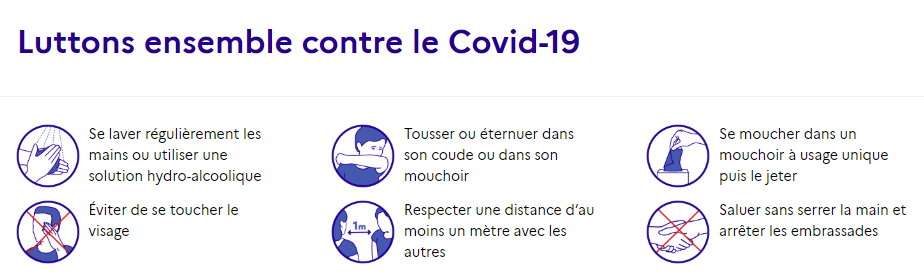 Luttons ensemble contre le Covid-19
Se laver régulièrement les
mains ou utiliser une
solution hydro-alcoolique
Tousser ou éternuer dans
son coude ou dans son
mouchoir
Se moucher dans un
mouchoir à usage unique
puis le jeter
Éviter de se toucher le
visage
1m
Respecter une distance d’au
moins un mètre avec les
autres
Saluer sans serrer la main et
arrêter les embrassades